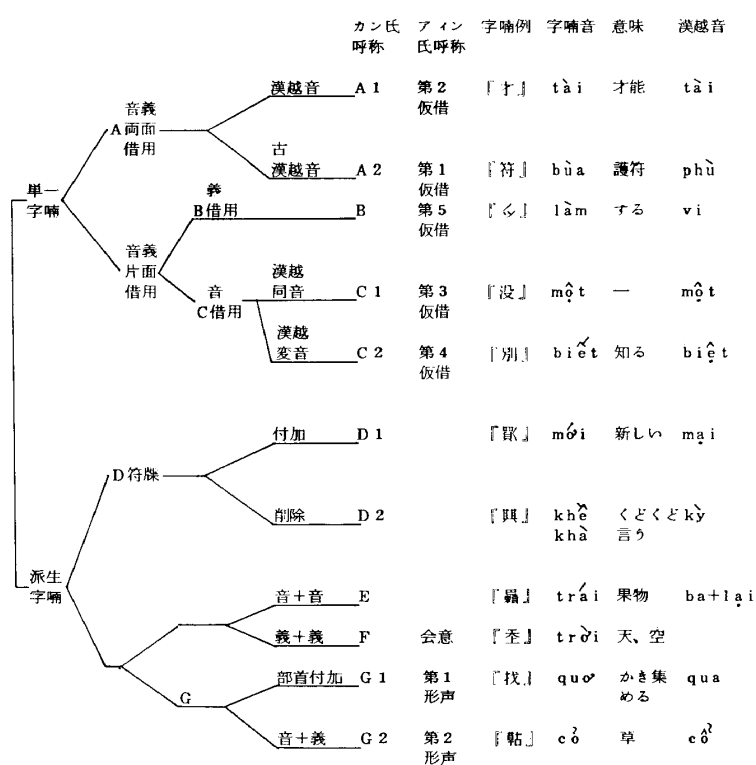 カン氏 アィン 字喃例 字喃音 意味 漢越音
呼称 氏呼称
漢越音 A1 第2 『才』 tài 才能 tài
仮借
音義
A両面
借用
古
漢越音 A2 第1 『符』 bùa 護符 phù
仮借
単一
字喃
義
B借用 B 第5 『』 làm する vi
仮借
音義
片面
借用
音
C借用
漢越
同音 C1 第3 『没』 một 一 một
仮借
漢越
変音 C2 第4 『別』 biết 知る biệt
仮借
付加 D1 『』 mới 新しい mại
D符牒
削除 D2 『』 khề くどくど kỳ
khà 言う
派生
字喃
音+音 E 『』 trái 果物 ba+lại
義+義 F 会意 『𡗶』 trời 天、空
部首付加 G1 第1 『找』 quơ かき集 qua
形声 める
G
音+義 G2 第2 『』 cỏ 草 cổ
形声